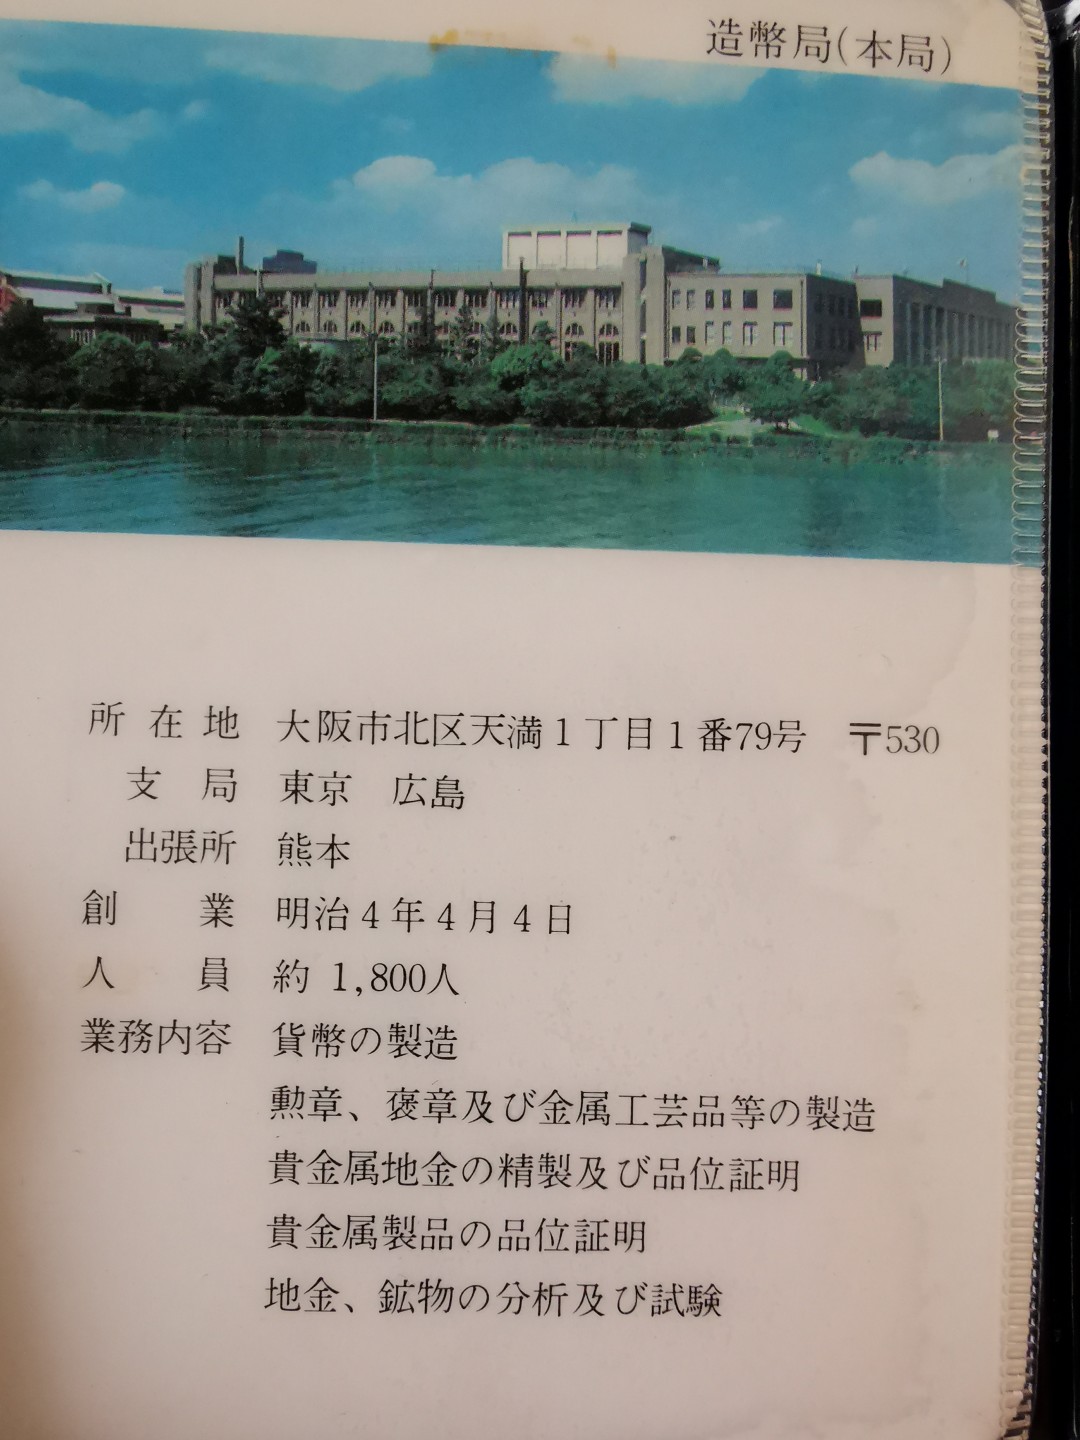 造幣局(本局)
所在地 大阪市北区天満1丁目1番79号 〒530
支局 東京 広島
出張所 熊本
創業 明治4年4月4日
人員 約 1,800人
業務内容 貨幣の製造
勲章、褒章及び金属工芸品等の製造
貴金属地金の精製及び品位証明
貴金属製品の品位証明
地金、鉱物の分析及び試験